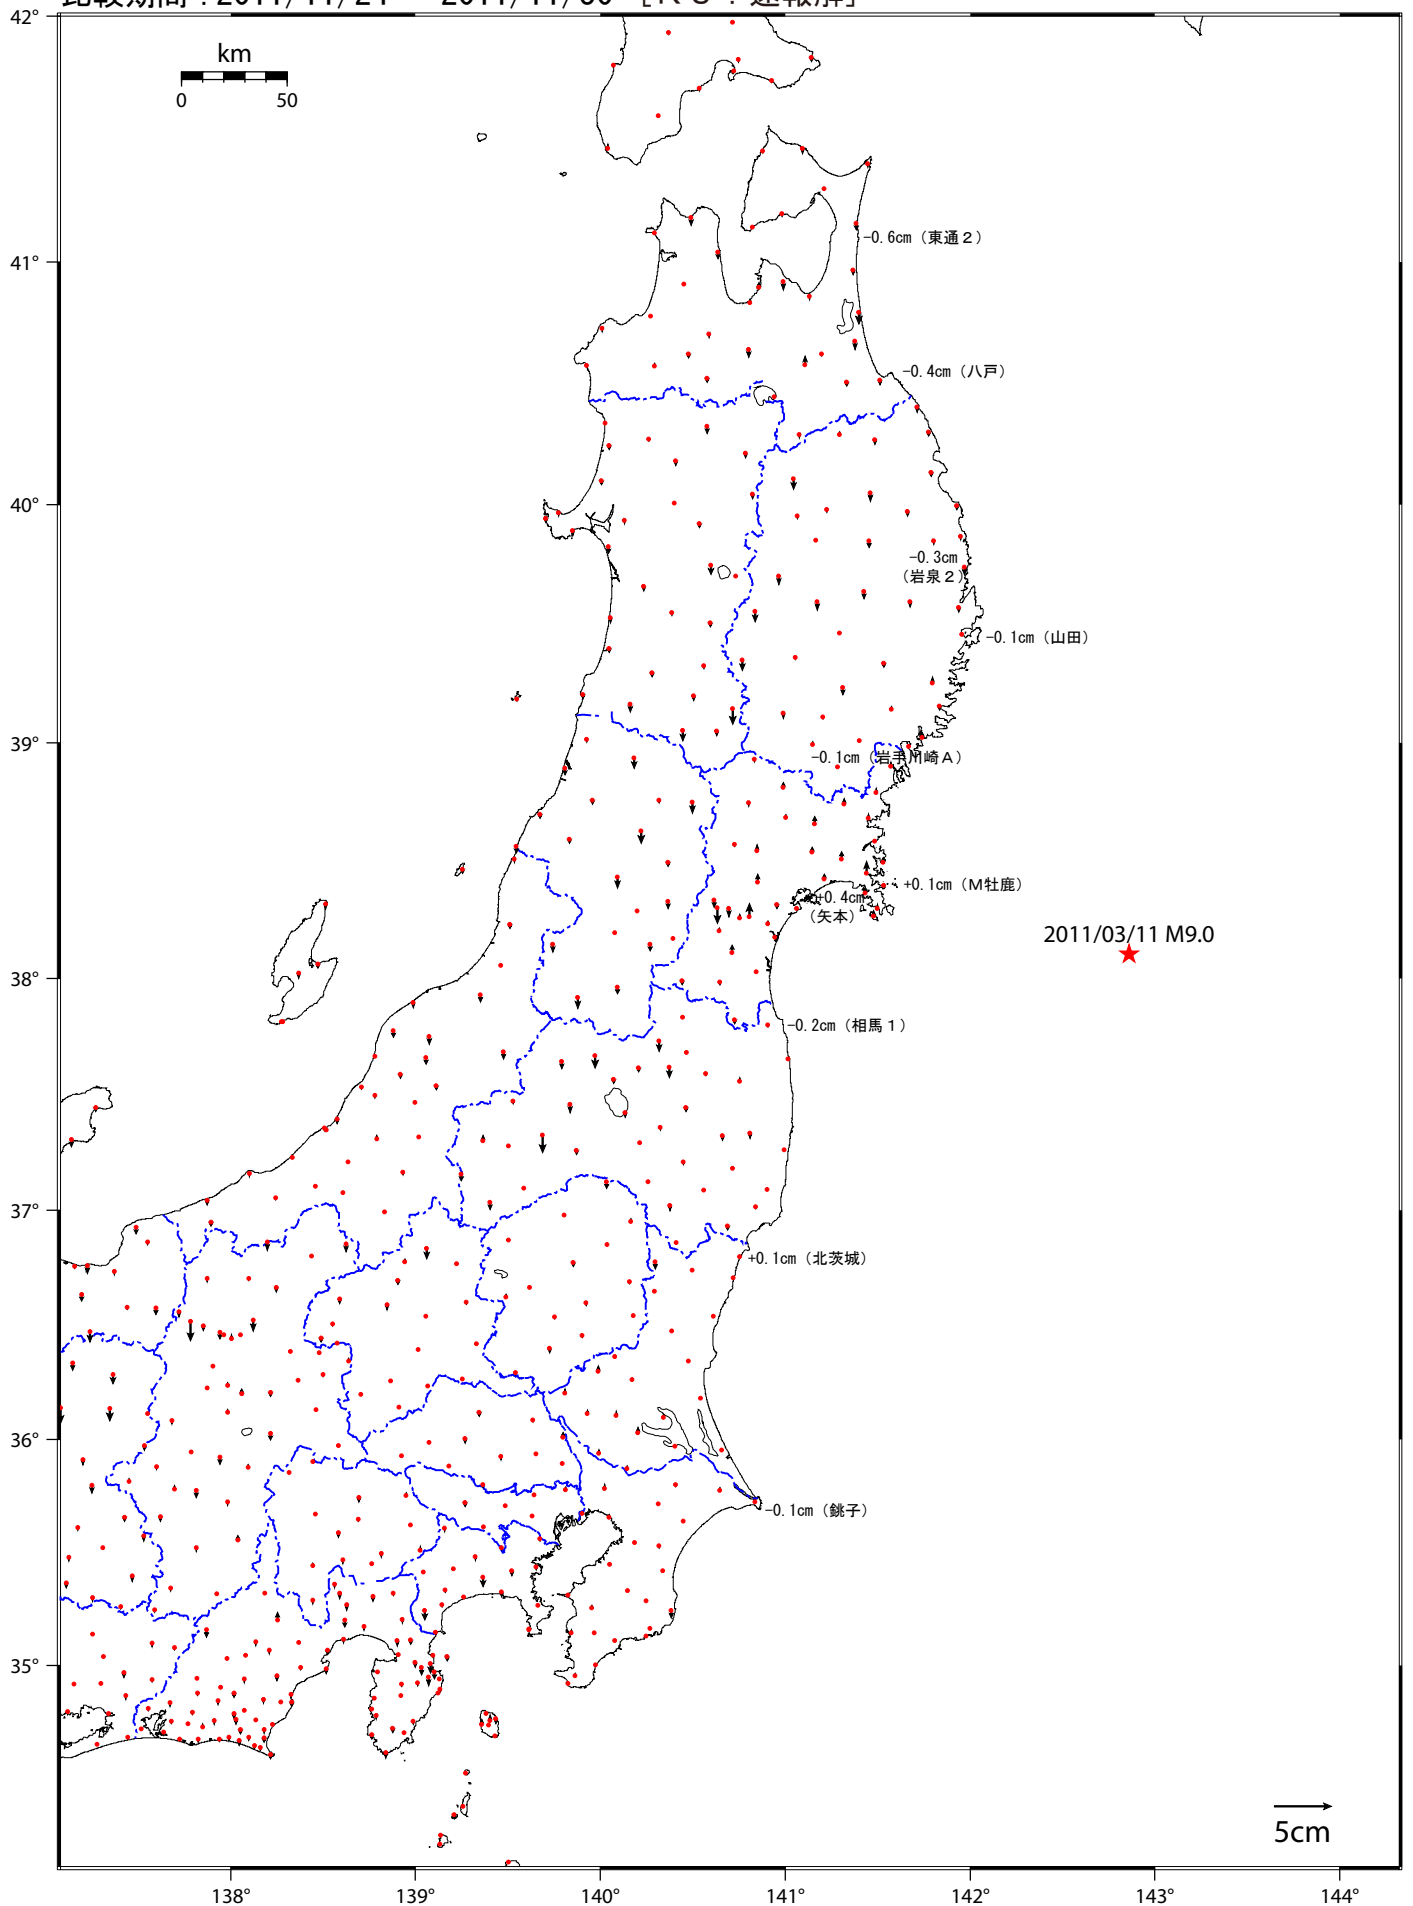 km
0 50
42°
41°
40°
39°
38°
37°
36°
35°
-0.6cm（東通２）
-0.4cm（八戸）
-0.3cm
（岩泉２）
-0.1cm（山田）
-0.1cm（岩手川崎Ａ）
+0.1cm（Ｍ牡鹿）
+0.4cm
（矢本）
2011/03/11 M9.0
-0.2cm（相馬１）
+0.1cm（北茨城）
-0.1cm（銚子）
5cm
138° 139° 140° 141° 142° 143° 144°